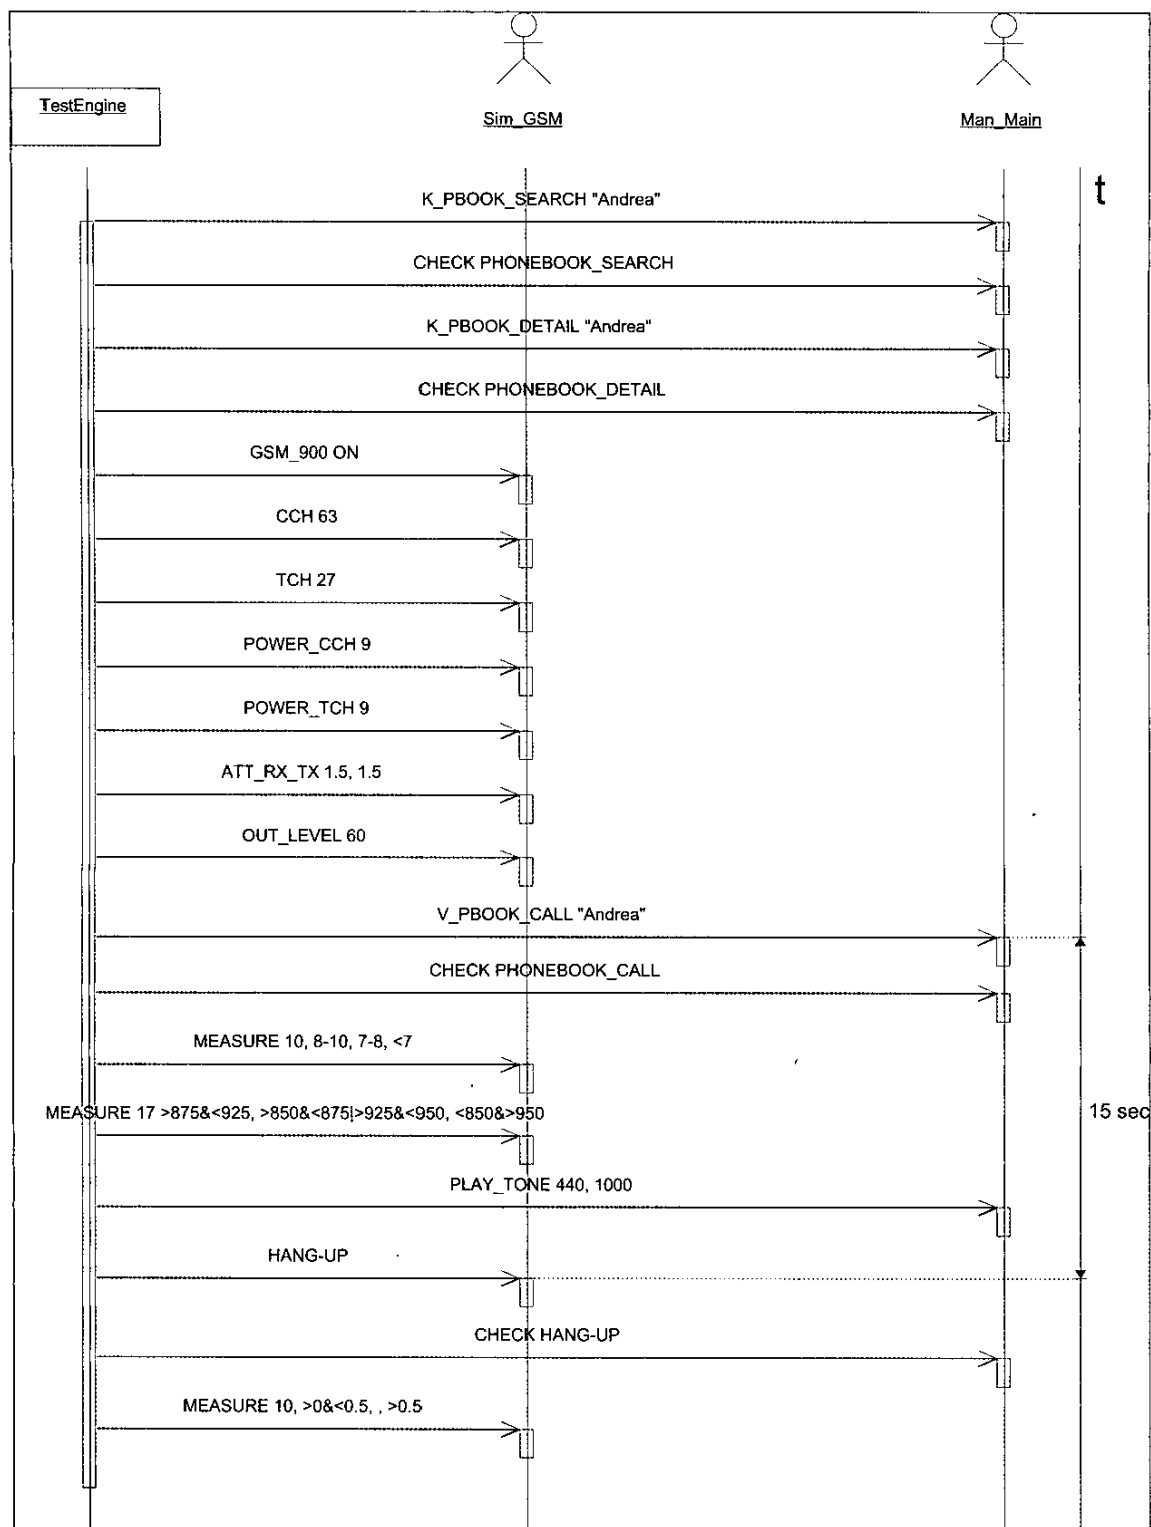 TestEngine
Sim_GSM
Man_Main
t
K_PBOOK_SEARCH "Andrea"
CHECK PHONEBOOK_SEARCH
K_PBOOK_DETAIL "Andrea"
CHECK PHONEBOOK_DETAIL
GSM_900 ON
CCH 63
TCH 27
POWER_CCH 9
POWER_TCH 9
ATT_RX_TX 1.5, 1.5
OUT_LEVEL 60
V_PBOOK_CALL "Andrea"
CHECK PHONEBOOK_CALL
MEASURE 10, 8-10, 7-8, <7
MEASURE 17 >875&<925, >850&<875|>925&<950, <850&>950
15 sec
PLAY_TONE 440, 1000
HANG-UP
CHECK HANG-UP
MEASURE 10, >0&<0.5, , >0.5